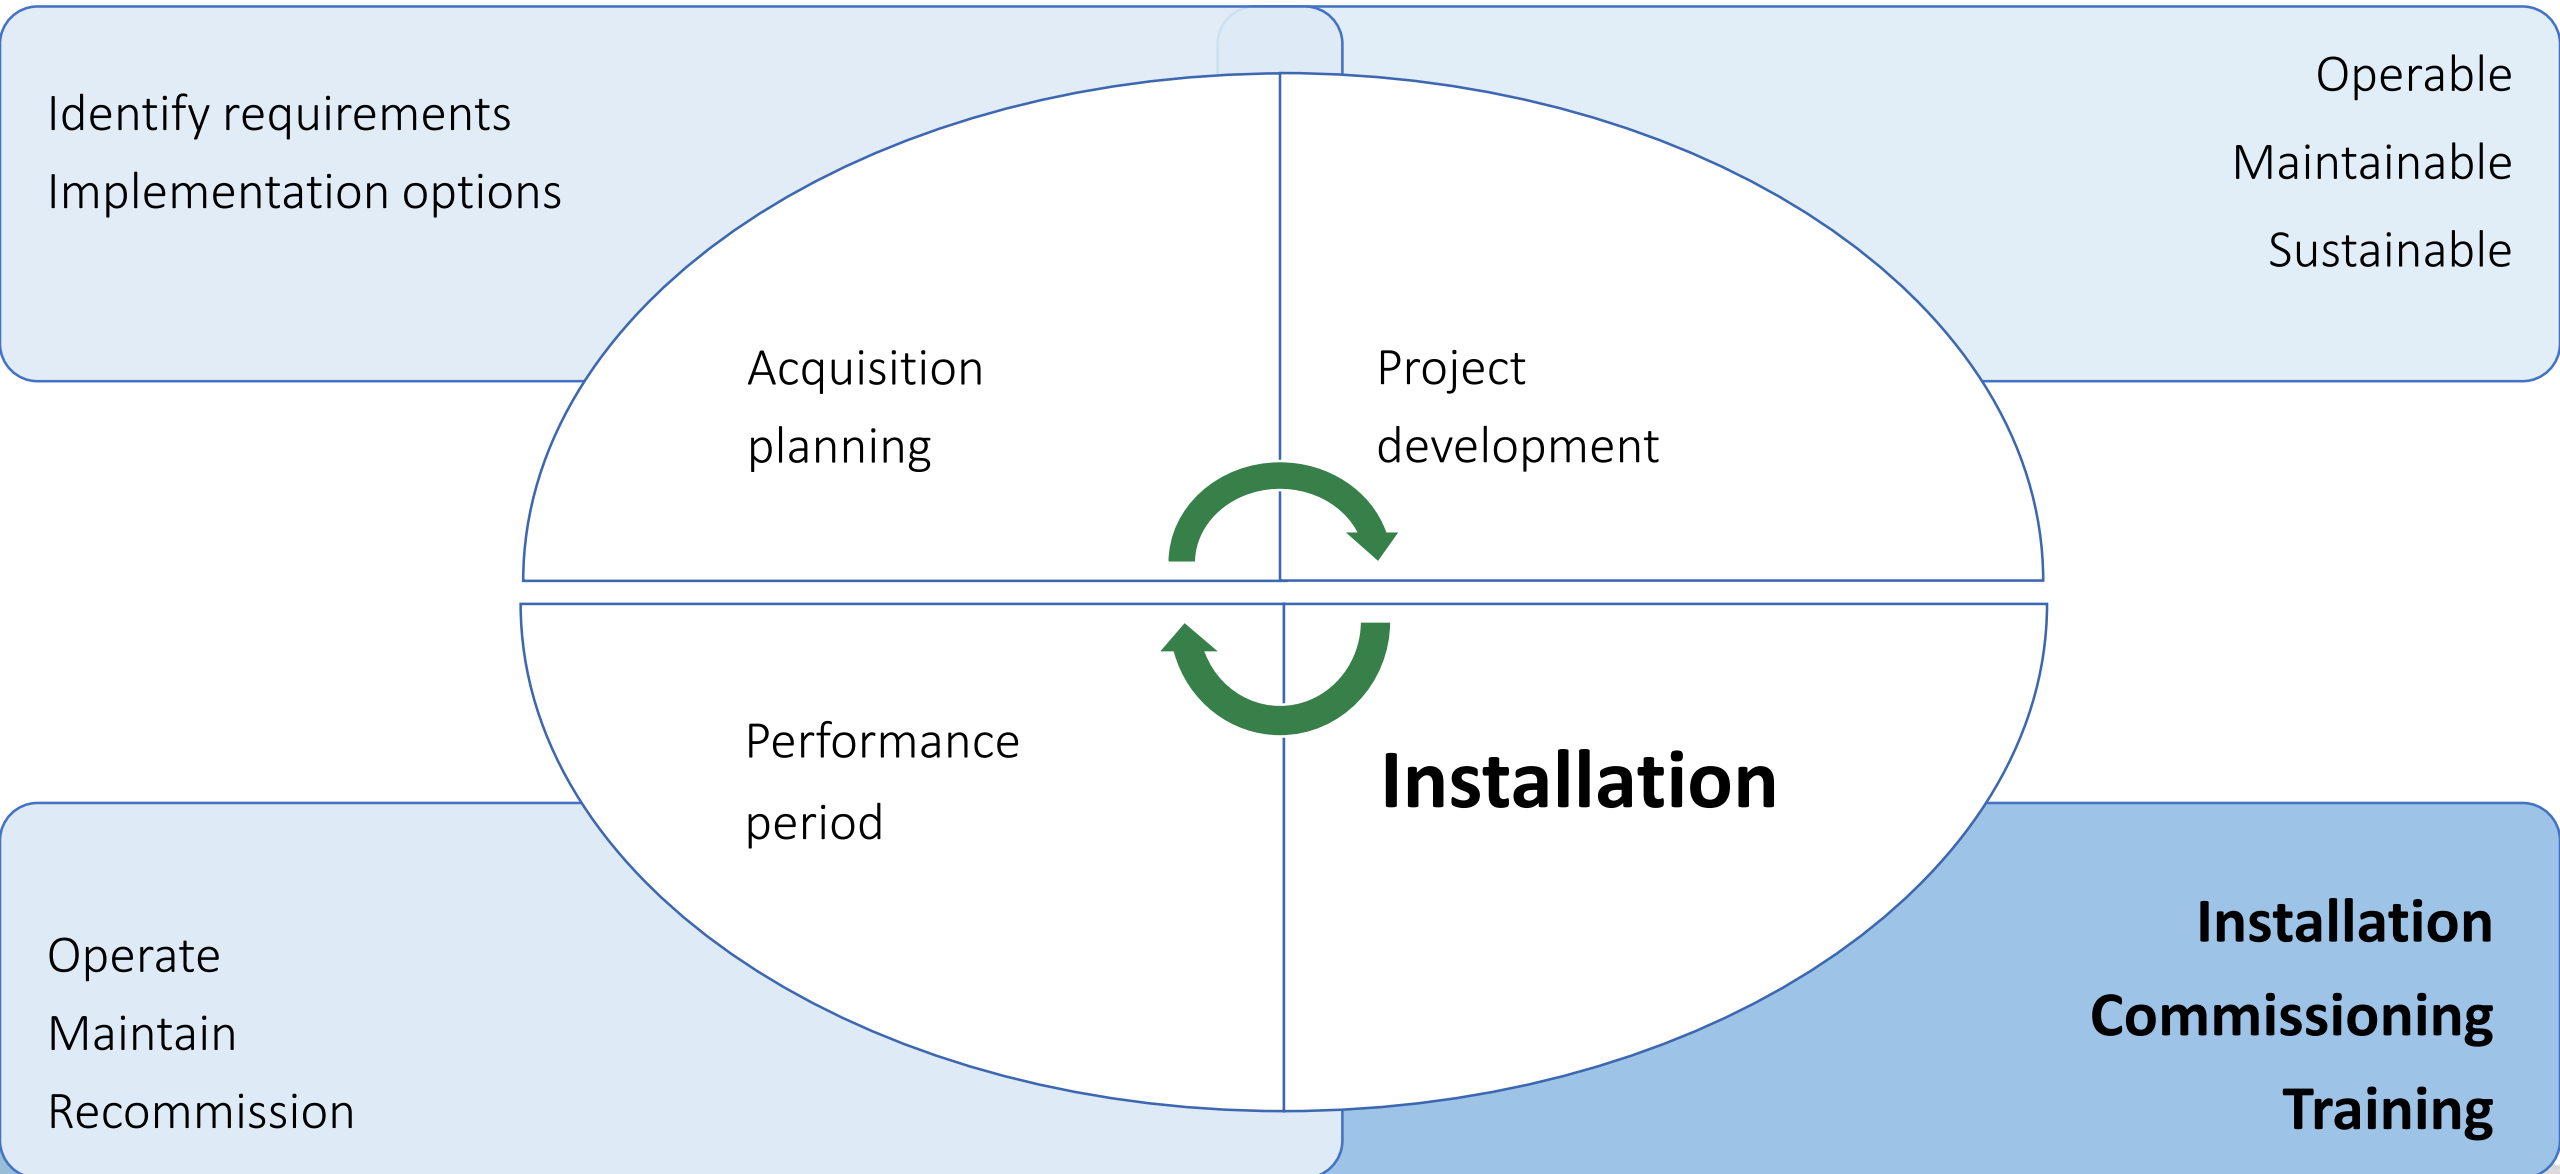 Identify requirements
Implementation options
Operable
Maintainable
Sustainable
Acquisition
planning
Project
development
Performance
period
Installation
Operate
Maintain
Recommission
Installation
Commissioning
Training